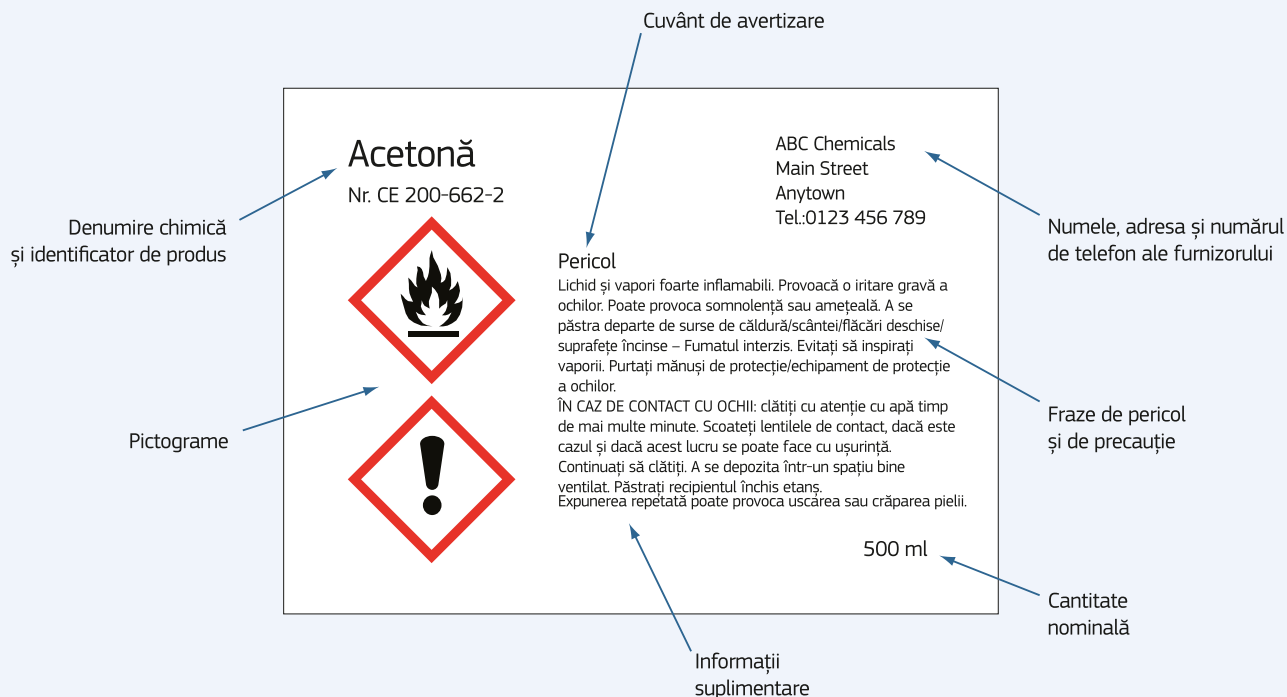 Cuvânt de avertizare
Acetonă
Nr. CE 200-662-2
ABC Chemicals
Main Street
Anytown
Tel.:0123 456 789
Denumire chimică
și identificator de produs
Numele, adresa și numărul
de telefon ale furnizorului
Pericol
Lichid și vapori foarte inflamabili. Provoacă o iritare gravă a
ochilor. Poate provoca somnolență sau amețeală. A se
păstra departe de surse de căldură/scântei/flăcări deschise/
suprafețe încinse – Fumatul interzis. Evitați să inspirați
vaporii. Purtați mănuși de protecție/echipament de protecție
a ochilor.
ÎN CAZ DE CONTACT CU OCHII: clătiți cu atenție cu apă timp
de mai multe minute. Scoateți lentilele de contact, dacă este
cazul și dacă acest lucru se poate face cu ușurință.
Continuați să clătiți. A se depozita într-un spațiu bine
ventilat. Păstrați recipientul închis etanș.
Expunerea repetată poate provoca uscarea sau crăparea pielii.
Pictograme
Fraze de pericol
și de precauție
500 ml
Cantitate
nominală
Informații
suplimentare